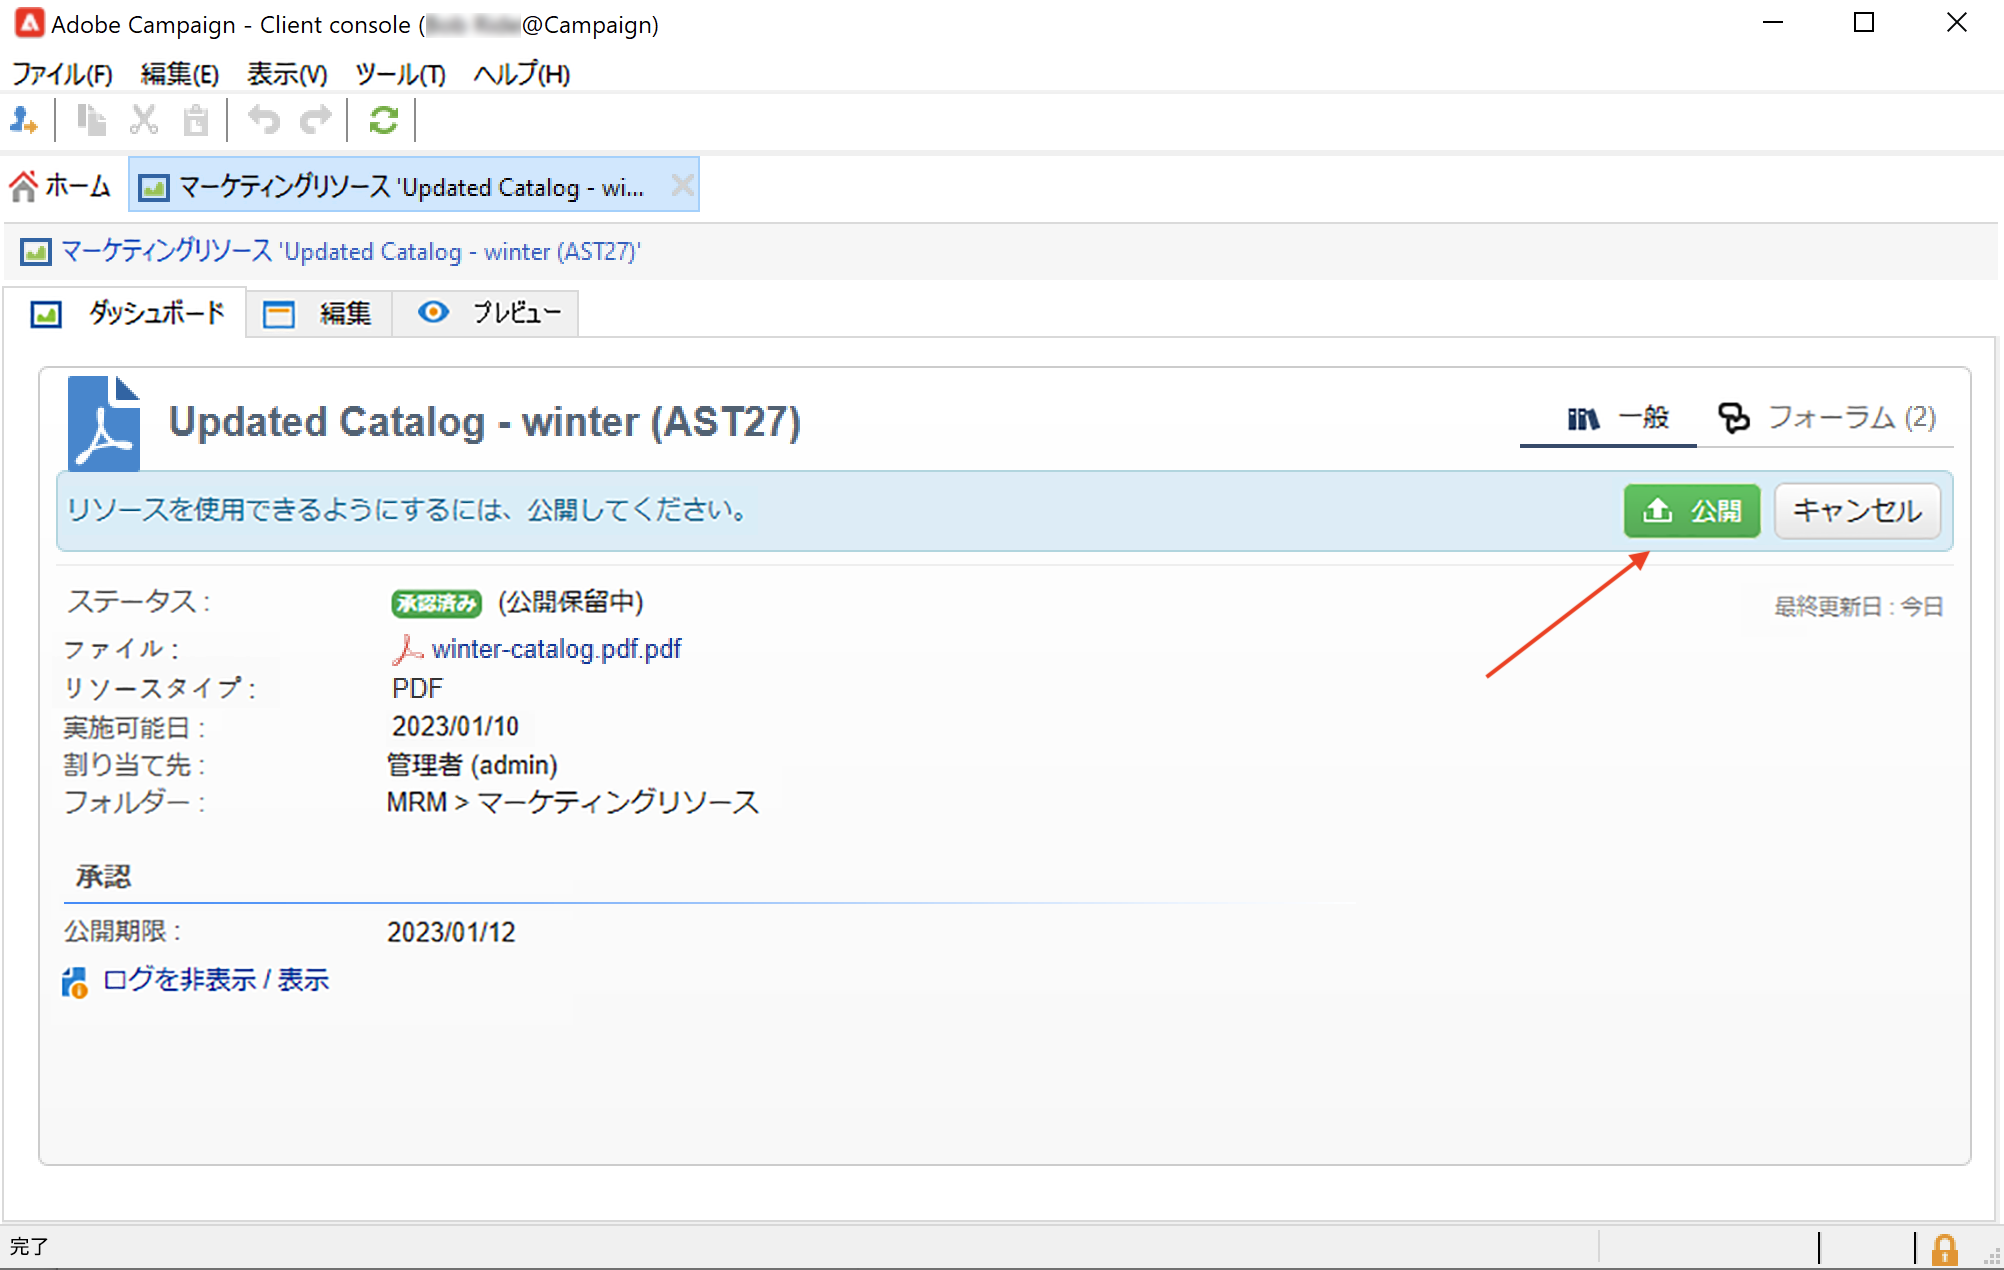 Adobe Campaign - Client console (@Campaign)
ファイル(F) 編集(E) 表示(V) ツール(T) ヘルプ(H)
ホーム マーケティングリソース 'Updated Catalog - wi...
マーケティングリソース 'Updated Catalog - winter (AST27)'
ダッシュボード 編集 プレビュー
Updated Catalog - winter (AST27) 一般 フォーラム (2)
リソースを使用できるようにするには、公開してください。 公開 キャンセル
ステータス : 承認済み (公開保留中) 最終更新日 : 今日
ファイル : winter-catalog.pdf.pdf
リソースタイプ : PDF
実施可能日 : 2023/01/10
割り当て先 : 管理者 (admin)
フォルダー : MRM > マーケティングリソース
承認
公開期限 : 2023/01/12
ログを非表示 / 表示
完了